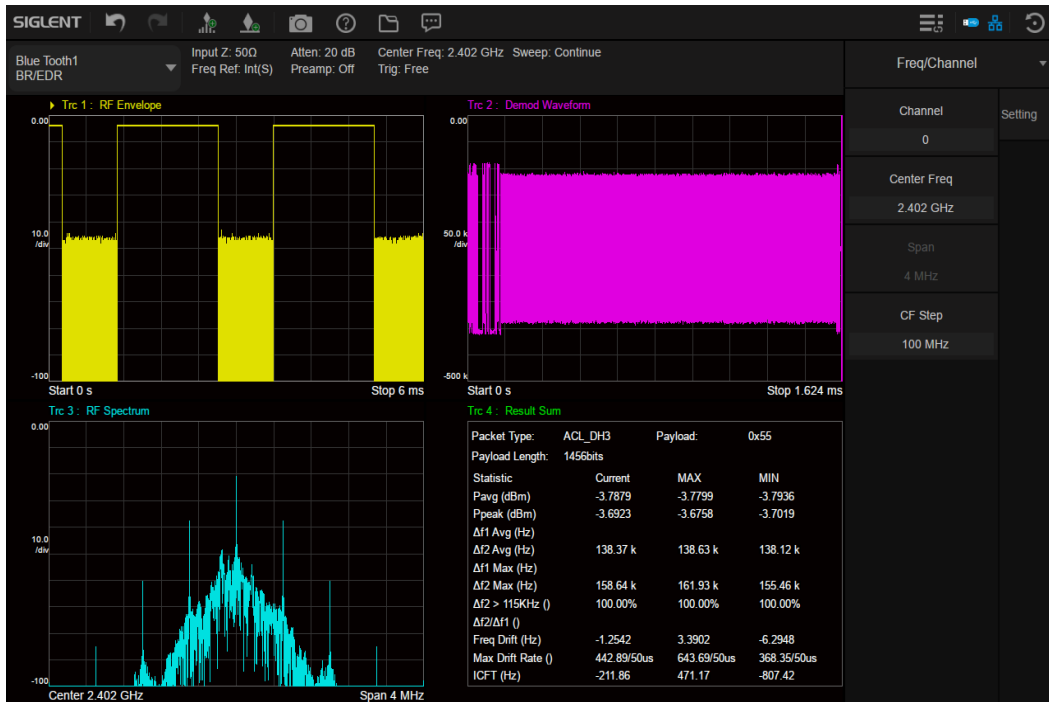 SIGLENT
Blue Tooth1
BR/EDR
Input Z: 50Ω Atten: 20 dB Center Freq: 2.402 GHz Sweep: Continue
Freq Ref: Int(S) Preamp: Off Trig: Free
Freq/Channel
Channel
0
Setting
Center Freq
2.402 GHz
Span
4 MHz
CF Step
100 MHz
Trc 1 : RF Envelope
0.00
10.0
/div
-100
Start 0 s Stop 6 ms
Trc 2 : Demod Waveform
0.00
50.0 k
/div
-500 k
Start 0 s Stop 1.624 ms
Trc 3 : RF Spectrum
0.00
10.0
/div
-100
Center 2.402 GHz Span 4 MHz
Trc 4 : Result Sum
Packet Type: ACL_DH3 Payload: 0x55
Payload Length: 1456bits
Statistic Current MAX MIN
Pavg (dBm) -3.7879 -3.7799 -3.7936
Ppeak (dBm) -3.6923 -3.6758 -3.7019
Δf1 Avg (Hz)
Δf2 Avg (Hz) 138.37 k 138.63 k 138.12 k
Δf1 Max (Hz)
Δf2 Max (Hz) 158.64 k 161.93 k 155.46 k
Δf2 > 115KHz () 100.00% 100.00% 100.00%
Δf2/Δf1 ()
Freq Drift (Hz) -1.2542 3.3902 -6.2948
Max Drift Rate () 442.89/50us 643.69/50us 368.35/50us
ICFT (Hz) -211.86 471.17 -807.42